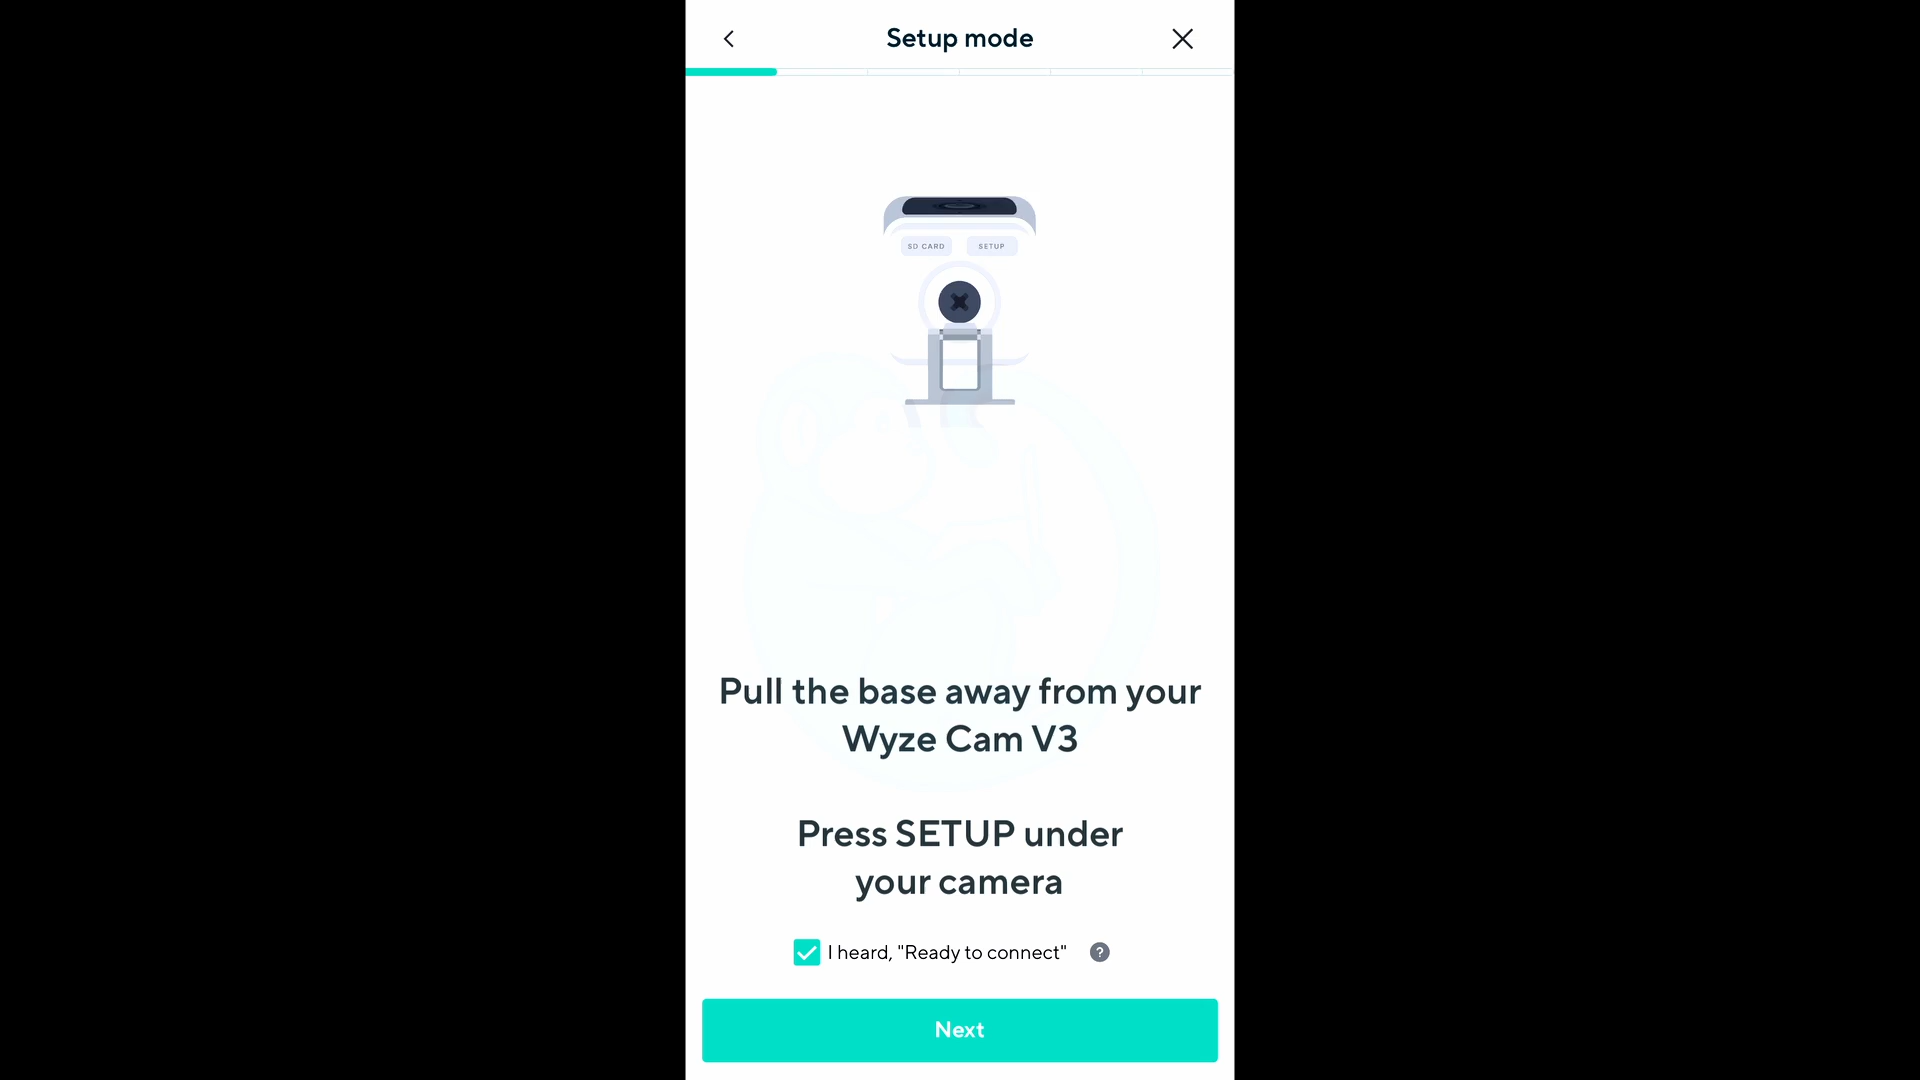 Setup mode
SD CARD SETUP
Pull the base away from your
Wyze Cam V3
Press SETUP under
your camera
I heard, "Ready to connect" ?
Next